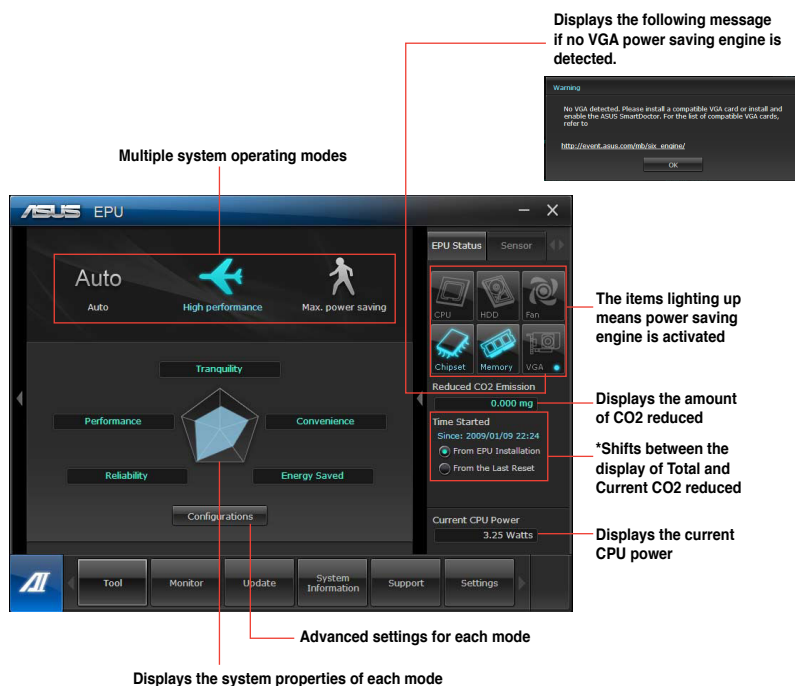 Displays the following message
if no VGA power saving engine is
detected.
Warning
No VGA detected. Please install a compatible VGA card or install and
enable the ASUS SmartDoctor. For the list of compatible VGA cards,
refer to
http://event.asus.com/mb/six_engine/
OK
Multiple system operating modes
ASUS EPU
EPU Status Sensor
Auto
Auto High performance Max. power saving
CPU HDD Fan
Chipset Memory VGA
The items lighting up
means power saving
engine is activated
Tranquility
Performance Convenience
Reliability Energy Saved
Configurations
Reduced CO2 Emission
0.000 mg
Displays the amount
of CO2 reduced
Time Started
Since: 2009/01/09 22:24
From EPU Installation
From the Last Reset
*Shifts between the
display of Total and
Current CO2 reduced
Current CPU Power
3.25 Watts
Displays the current
CPU power
AI
Tool Monitor Update System
Information Support Settings
Advanced settings for each mode
Displays the system properties of each mode